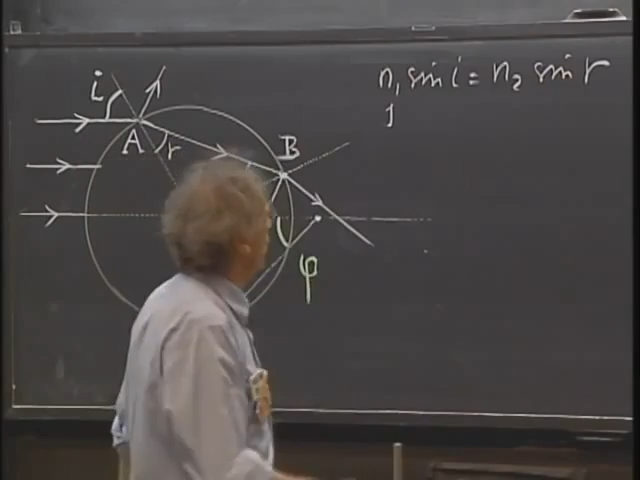 n₁ sin i = n₂ sin r
1
i
A
r
B
φ